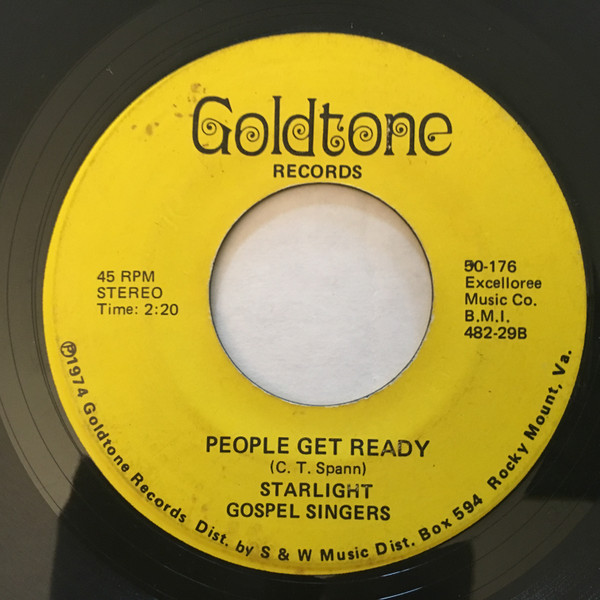 Goldtone
RECORDS
45 RPM
STEREO
Time: 2:20
50-176
Excelloree
Music Co.
B.M.I.
482-29B
PEOPLE GET READY
(C. T. Spann)
STARLIGHT
GOSPEL SINGERS
℗1974 Goldtone Records Dist. by S & W Music Dist. Box 594 Rocky Mount, Va.